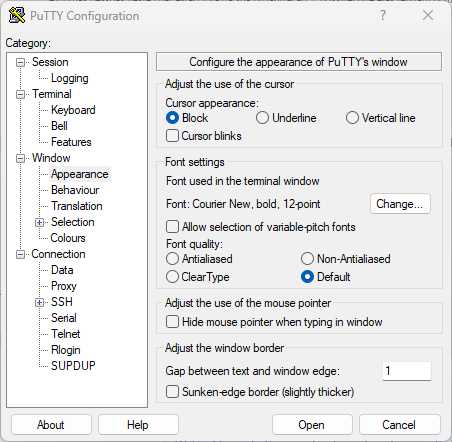 PuTTY Configuration
?
Category:
Session
Logging
Terminal
Keyboard
Bell
Features
Window
Appearance
Behaviour
Translation
Selection
Colours
Connection
Data
Proxy
SSH
Serial
Telnet
Rlogin
SUPDUP
Configure the appearance of PuTTY's window
Adjust the use of the cursor
Cursor appearance:
Block Underline Vertical line
Cursor blinks
Font settings
Font used in the terminal window
Font: Courier New, bold, 12-point Change...
Allow selection of variable-pitch fonts
Font quality:
Antialiased Non-Antialiased
ClearType Default
Adjust the use of the mouse pointer
Hide mouse pointer when typing in window
Adjust the window border
Gap between text and window edge: 1
Sunken-edge border (slightly thicker)
About Help Open Cancel